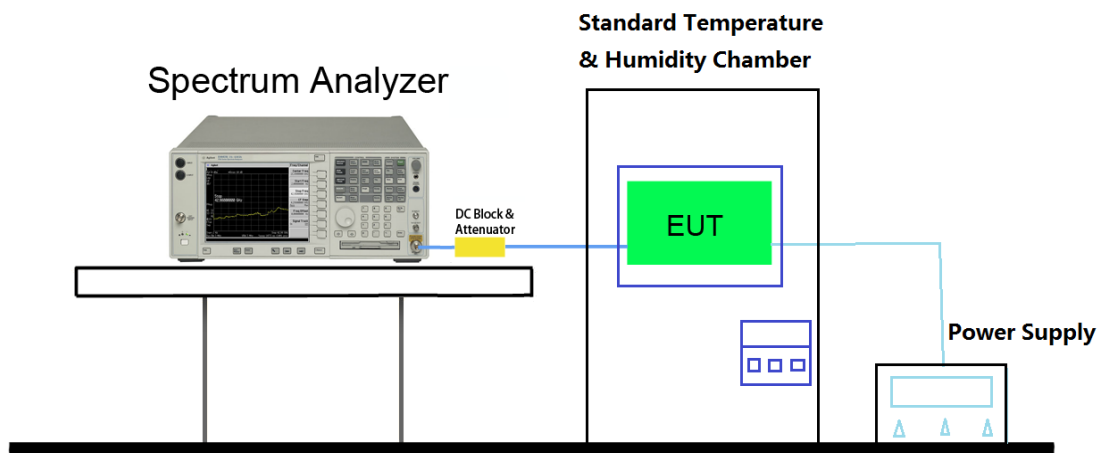 Standard Temperature
& Humidity Chamber
Spectrum Analyzer
DC Block &
Attenuator
EUT
Power Supply